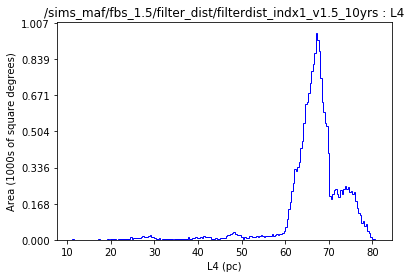 /sims_maf/fbs_1.5/filter_dist/filterdist_indx1_v1.5_10yrs : L4
1.007
0.839
0.671
0.504
0.336
0.168
0.000
Area (1000s of square degrees)
10 20 30 40 50 60 70 80
L4 (pc)